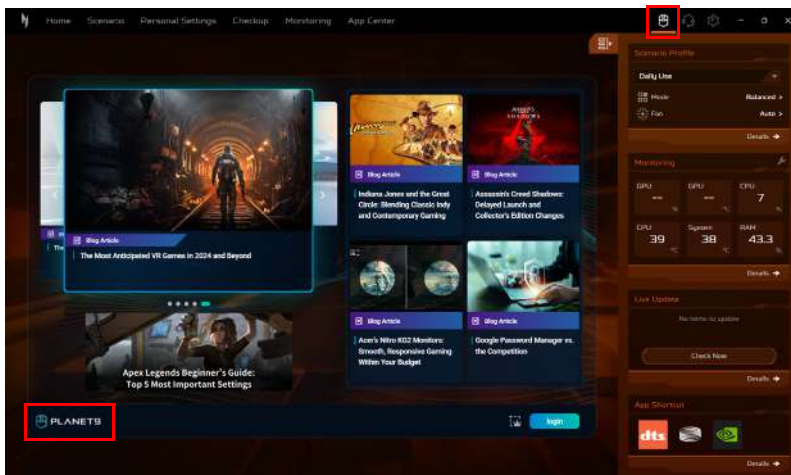 Home Scenario Personal Settings Checkup Monitoring App Center
Blog Article
The Most Anticipated VR Games in 2024 and Beyond
Apex Legends Beginner's Guide:
Top 5 Most Important Settings
Blog Article
Indiana Jones and the Great
Circle: Blending Classic Indy
and Contemporary Gaming
ASSASSIN'S
SHADOWS
Blog Article
Assassin's Creed Shadows:
Delayed Launch and
Collector's Edition Changes
Blog Article
Acer's Nitro KG2 Monitors:
Smooth, Responsive Gaming
Within Your Budget
Blog Article
Google Password Manager vs.
the Competition
PLANET9
login
Scenario Profile
Daily Use
Mode Balanced >
Fan Auto >
Details
Monitoring
GPU GPU CPU
-- -- 7
% °C %
CPU System RAM
39 38 43.3
°C °C %
Details
Live Update
No items to update
Check Now
Details
App Shortcut
dts
Details